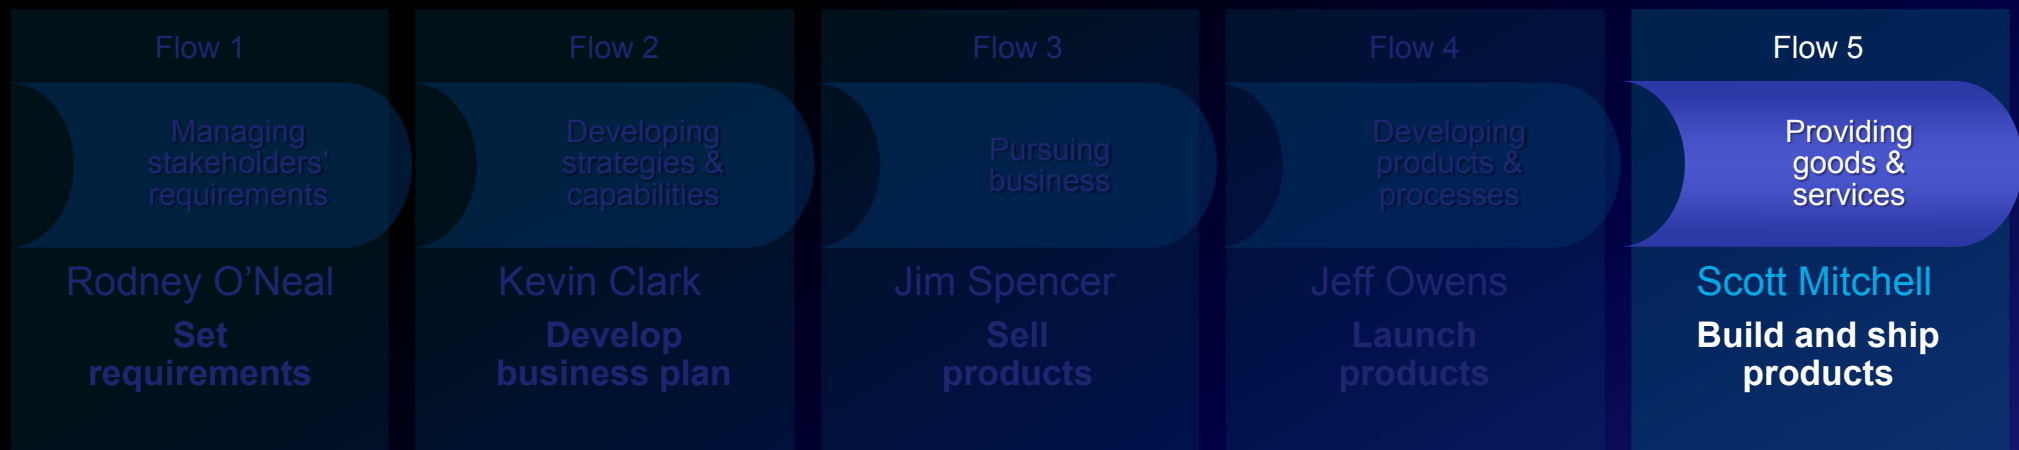 Flow 1
Managing
stakeholders’
requirements
Rodney O’Neal
Set
requirements
Flow 2
Developing
strategies &
capabilities
Kevin Clark
Develop
business plan
Flow 3
Pursuing
business
Jim Spencer
Sell
products
Flow 4
Developing
products &
processes
Jeff Owens
Launch
products
Flow 5
Providing
goods &
services
Scott Mitchell
Build and ship
products